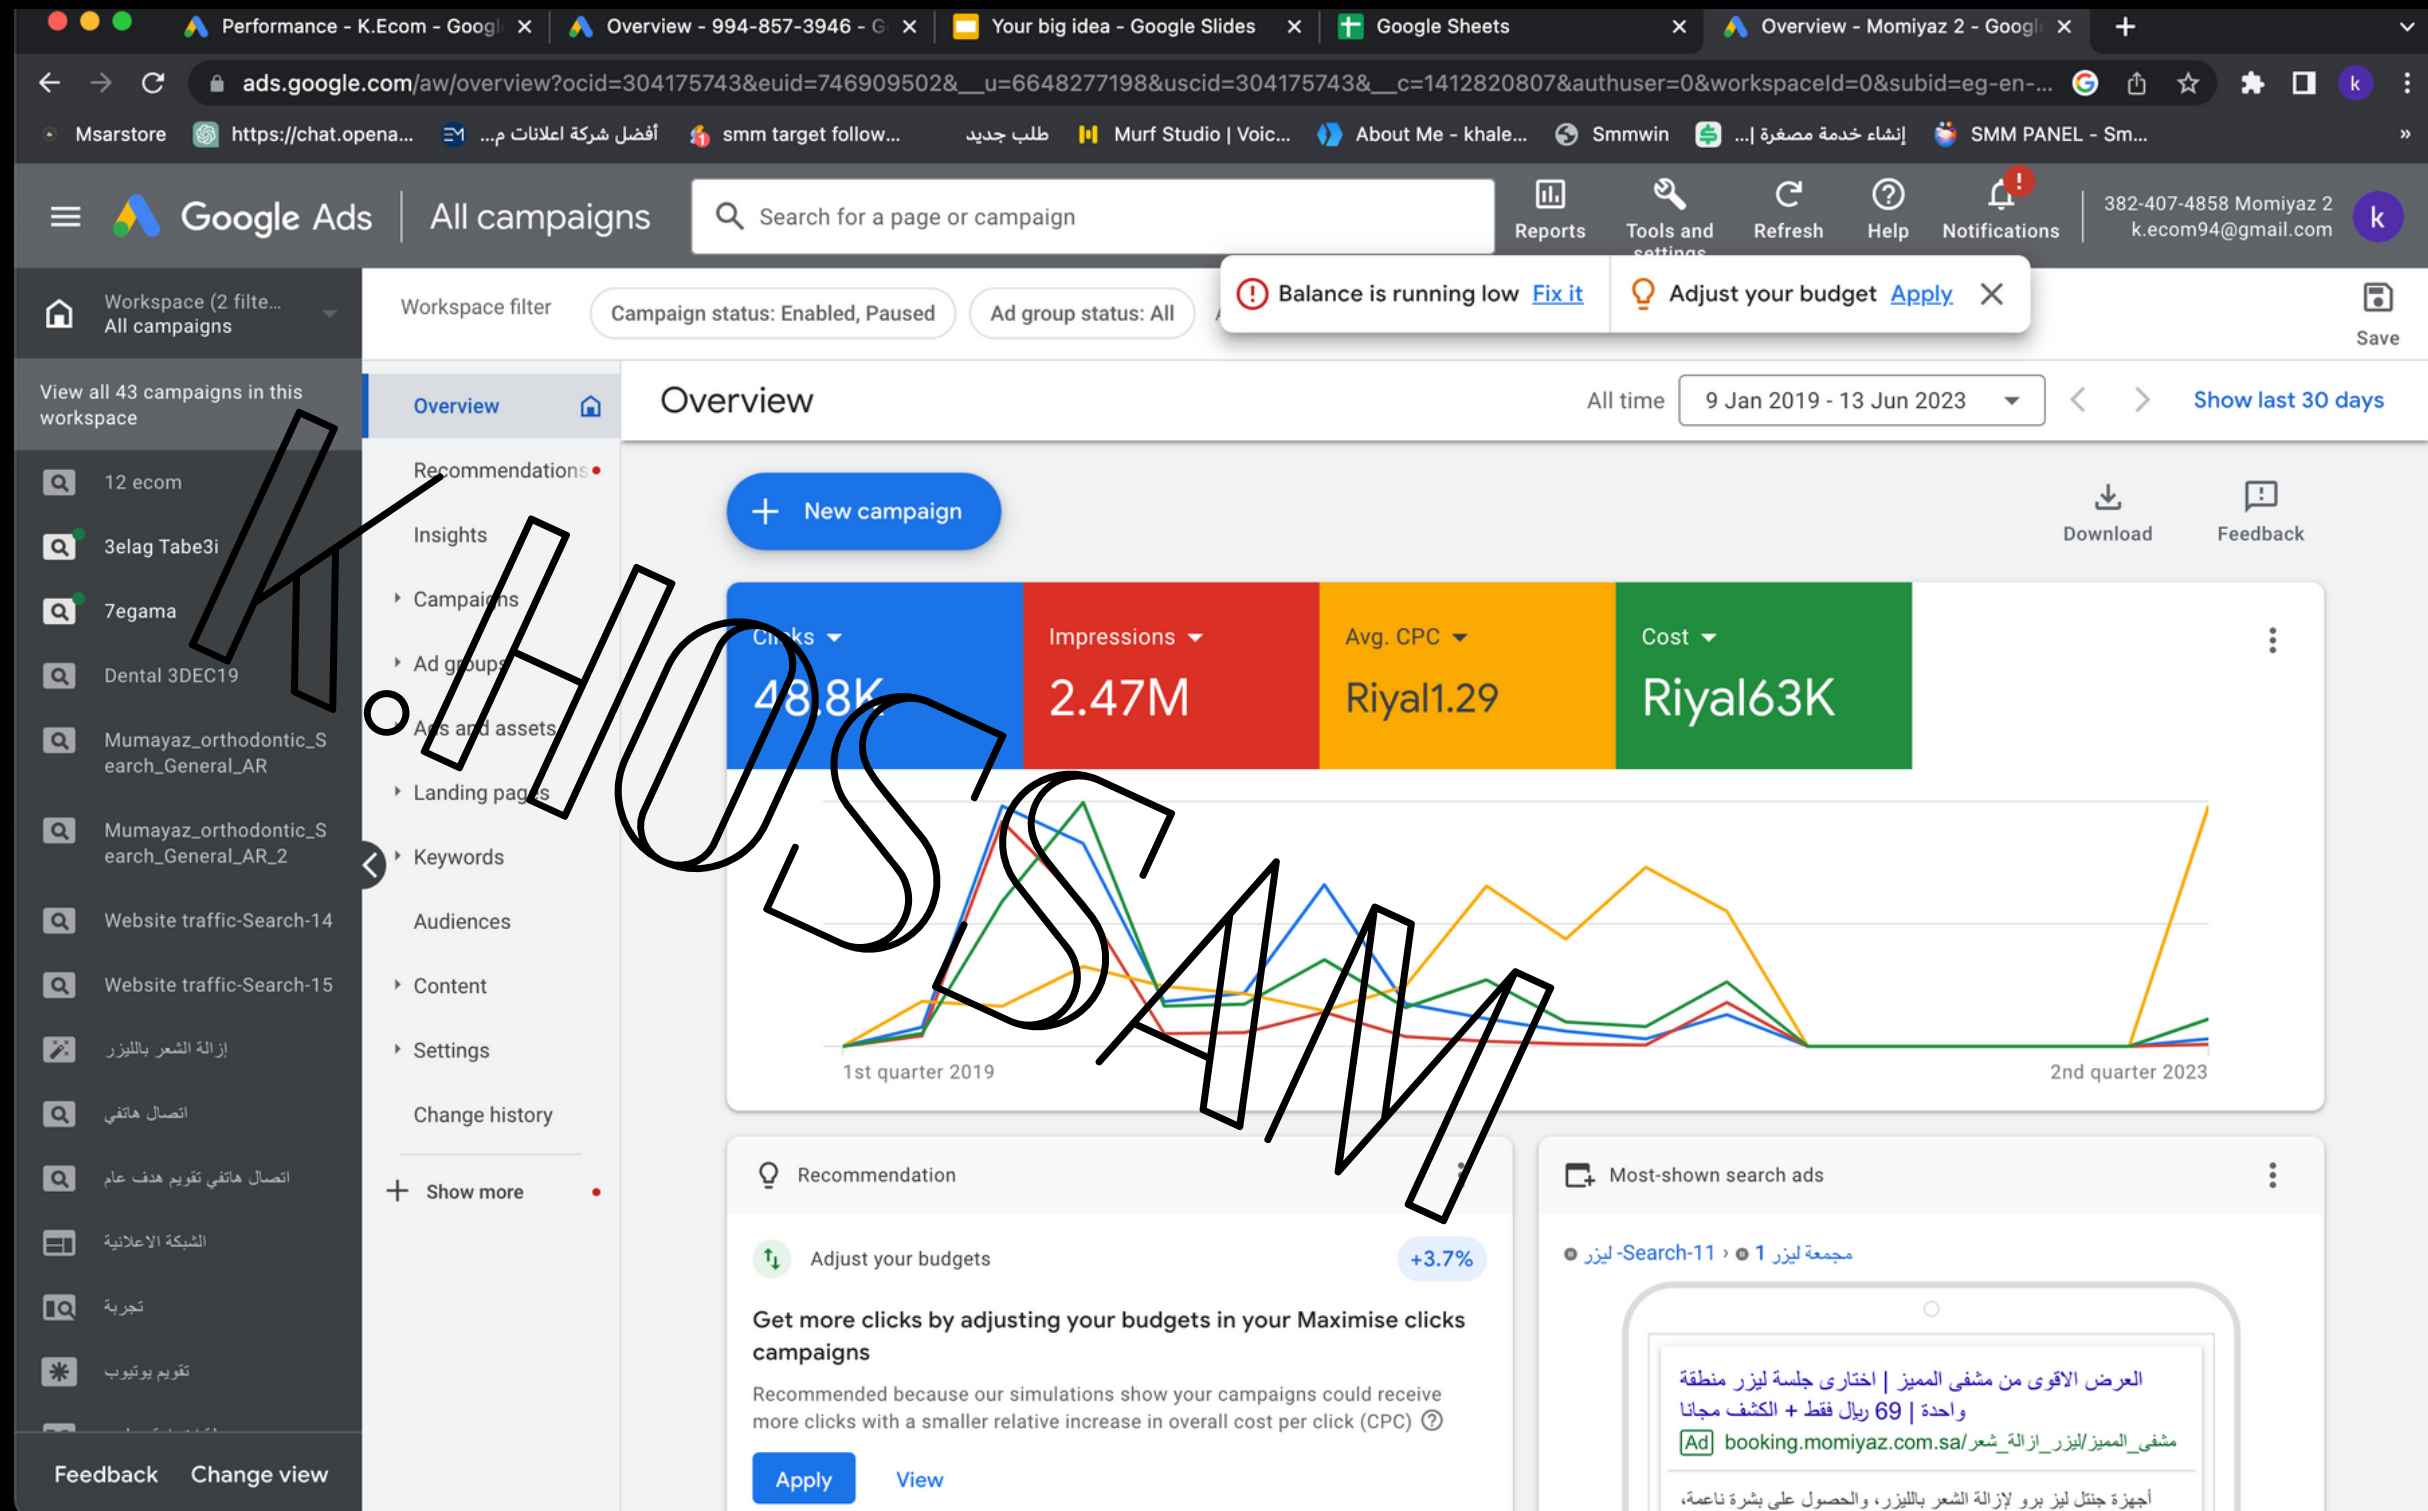 Performance - K.Ecom - Googl
Overview - 994-857-3946 - G
Your big idea - Google Slides
Google Sheets
Overview - Momiyaz 2 - Googl
ads.google.com/aw/overview?ocid=304175743&euid=746909502&__u=6648277198&uscid=304175743&__c=1412820807&authuser=0&workspaceId=0&subid=eg-en-...
k
Msarstore
https://chat.opena...
أفضل شركة اعلانات م...
smm target follow...
طلب جديد
Murf Studio | Voic...
About Me - khale...
Smmwin
إنشاء خدمة مصغرة |...
SMM PANEL - Sm...
»
Google Ads
All campaigns
Search for a page or campaign
Reports
Tools and
settings
Refresh
Help
Notifications
382-407-4858 Momiyaz 2
k.ecom94@gmail.com
k
Balance is running low Fix it
Adjust your budget Apply
Workspace (2 filte...
All campaigns
Workspace filter
Campaign status: Enabled, Paused
Ad group status: All
Save
View all 43 campaigns in this
workspace
Overview
Overview
All time
9 Jan 2019 - 13 Jun 2023
Show last 30 days
12 ecom
3elag Tabe3i
7egama
Dental 3DEC19
Mumayaz_orthodontic_S
earch_General_AR
Mumayaz_orthodontic_S
earch_General_AR_2
Website traffic-Search-14
Website traffic-Search-15
إزالة الشعر بالليزر
اتصال هاتفي
اتصال هاتفي تقويم هدف عام
الشبكة الاعلانية
تجربة
تقويم يوتيوب
Feedback
Change view
Recommendations
Insights
Campaigns
Ad groups
Ads and assets
Landing pages
Keywords
Audiences
Content
Settings
Change history
Show more
New campaign
Download
Feedback
Clicks
48.8K
Impressions
2.47M
Avg. CPC
Riyal1.29
Cost
Riyal63K
1st quarter 2019
2nd quarter 2023
K.HOSSAM
Recommendation
Adjust your budgets
+3.7%
Get more clicks by adjusting your budgets in your Maximise clicks
campaigns
Recommended because our simulations show your campaigns could receive
more clicks with a smaller relative increase in overall cost per click (CPC)
Apply
View
Most-shown search ads
ليزر -Search-11 › مجمعة ليزر 1
العرض الاقوى من مشفى المميز | اختارى جلسة ليزر منطقة
واحدة | 69 ريال فقط + الكشف مجانا
Ad booking.momiyaz.com.sa/مشفى_المميز/ليزر_ازالة_شعر
أجهزة جنتل ليز برو لإزالة الشعر بالليزر، والحصول على بشرة ناعمة،